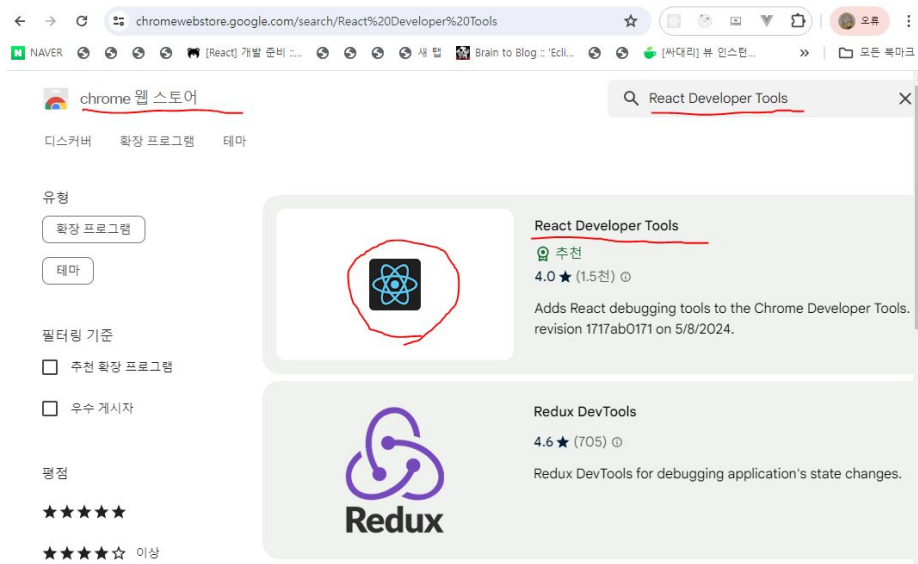 chromewebstore.google.com/search/React%20Developer%20Tools
오류
NAVER
[React] 개발 준비 ::...
새 탭
Brain to Blog :: 'Ecli...
[싸대리] 뷰 인스턴...
»
모든 북마크
chrome 웹 스토어
React Developer Tools
디스커버 확장 프로그램 테마
유형
확장 프로그램
테마
필터링 기준
추천 확장 프로그램
우수 게시자
평점
이상
React Developer Tools
추천
4.0 ★ (1.5천)
Adds React debugging tools to the Chrome Developer Tools.
revision 1717ab0171 on 5/8/2024.
Redux DevTools
4.6 ★ (705)
Redux DevTools for debugging application's state changes.
Redux